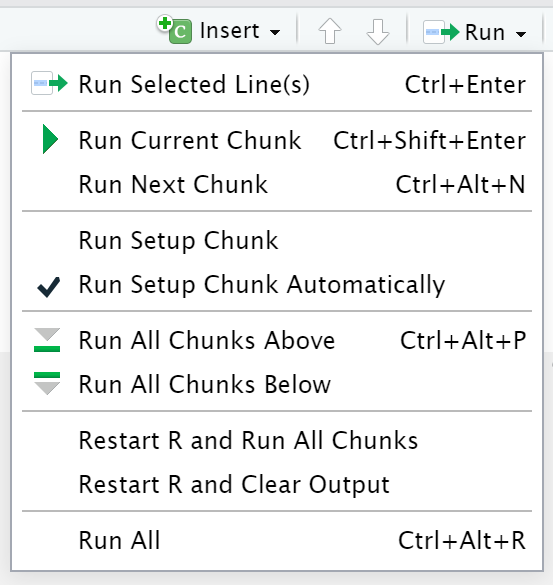 C Insert Run
Run Selected Line(s) Ctrl+Enter
Run Current Chunk Ctrl+Shift+Enter
Run Next Chunk Ctrl+Alt+N
Run Setup Chunk
Run Setup Chunk Automatically
Run All Chunks Above Ctrl+Alt+P
Run All Chunks Below
Restart R and Run All Chunks
Restart R and Clear Output
Run All Ctrl+Alt+R